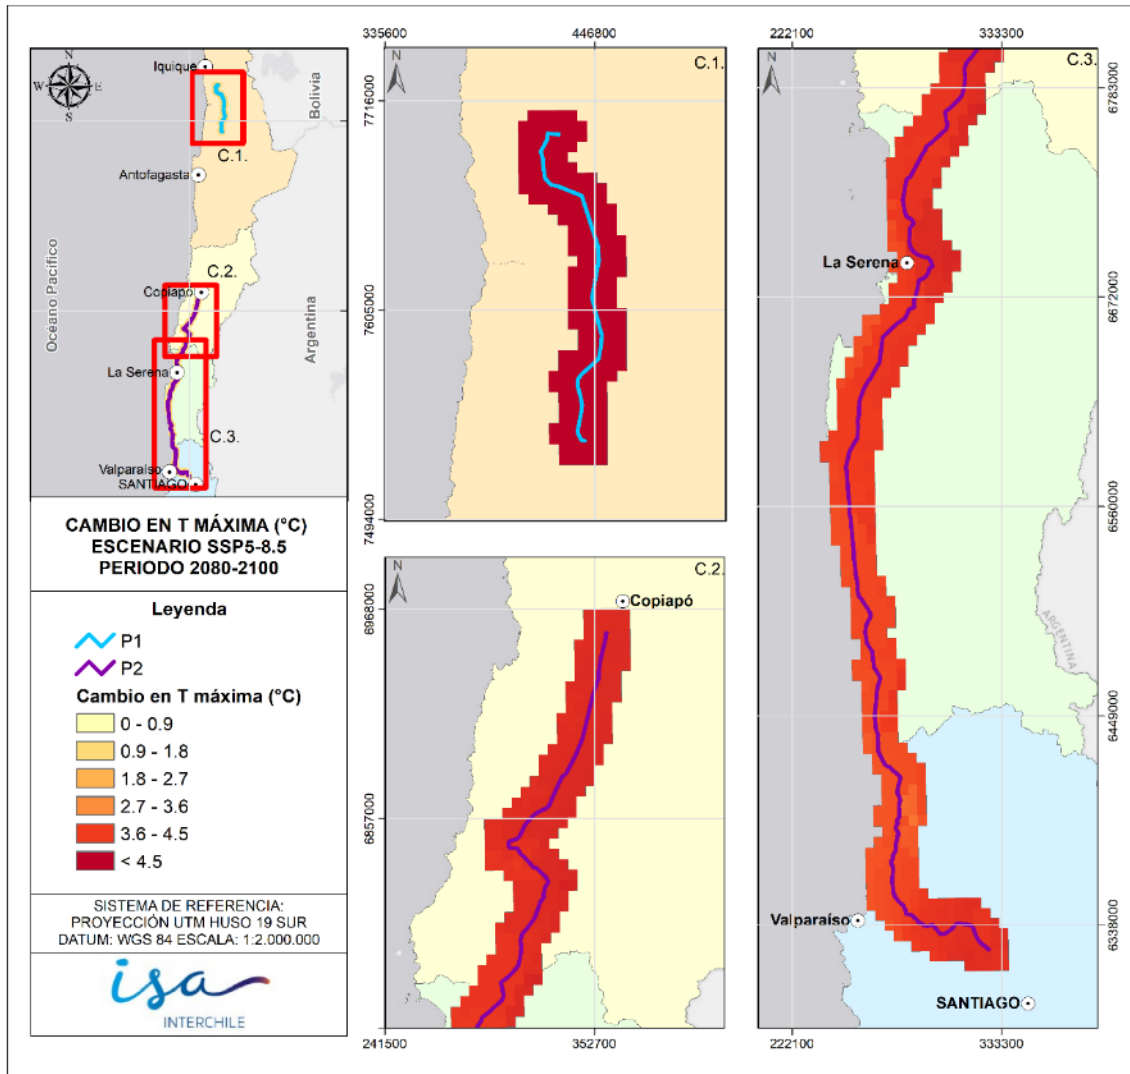 N
W E
S
Iquique
Bolivia
C.1.
Antofagasta
Océano Pacífico
C.2.
Copiapó
Argentina
La Serena
C.3.
Valparaíso
SANTIAGO
CAMBIO EN T MÁXIMA (°C)
ESCENARIO SSP5-8.5
PERIODO 2080-2100
Leyenda
P1
P2
Cambio en T máxima (°C)
0 - 0.9
0.9 - 1.8
1.8 - 2.7
2.7 - 3.6
3.6 - 4.5
< 4.5
SISTEMA DE REFERENCIA:
PROYECCIÓN UTM HUSO 19 SUR
DATUM: WGS 84 ESCALA: 1:2.000.000
isa
INTERCHILE
335600 446800
N C.1.
7716000
7605000
7494000
N C.2.
Copiapó
6968000
6857000
241500 352700
222100 333300
N C.3.
6783000
La Serena
6672000
6560000
ARGENTINA
6449000
Valparaíso
6338000
SANTIAGO
222100 333300